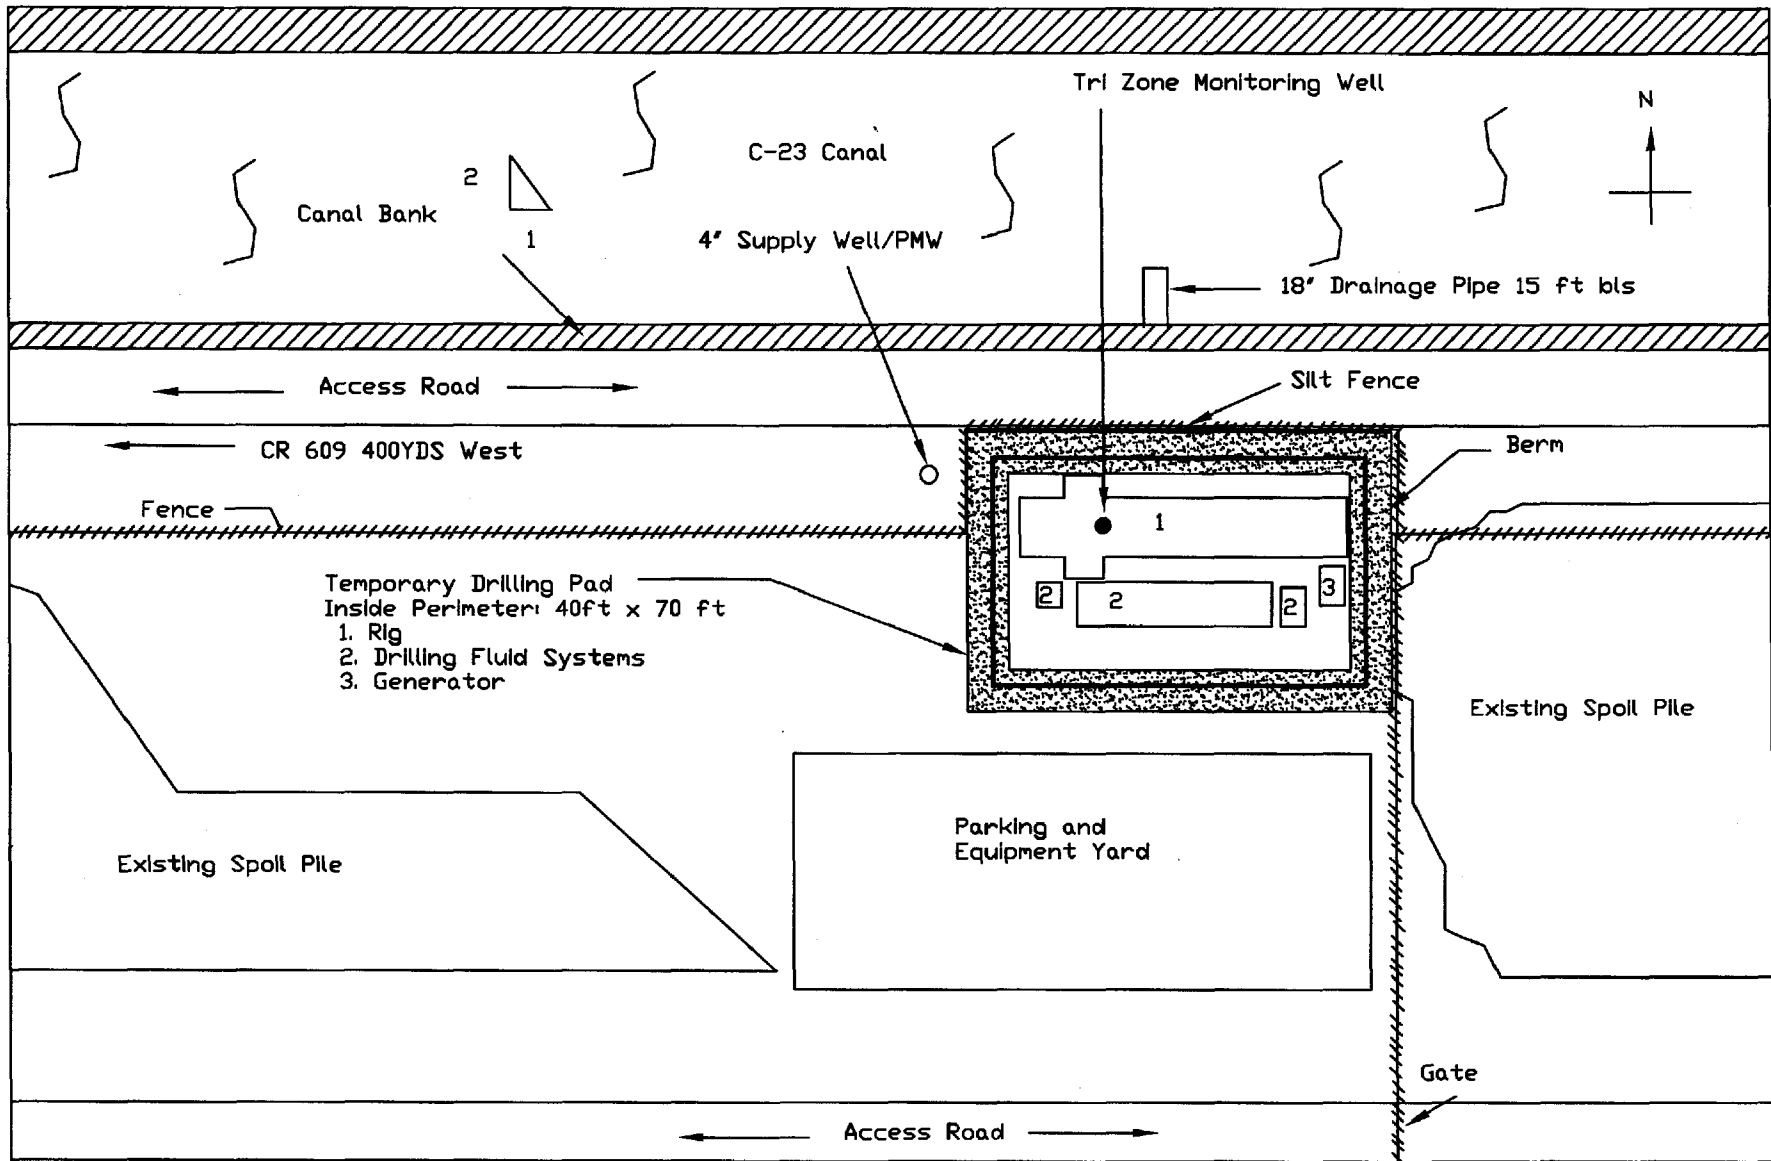 Tri Zone Monitoring Well
N
C-23 Canal
2
Canal Bank
1
4" Supply Well/PMW
18" Drainage Pipe 15 ft bls
Access Road
Silt Fence
CR 609 400YDS West
Berm
Fence
1
Temporary Drilling Pad
Inside Perimeter: 40ft x 70 ft
1. Rig
2. Drilling Fluid Systems
3. Generator
2
2
2
3
Existing Spoil Pile
Parking and
Equipment Yard
Existing Spoil Pile
Gate
Access Road